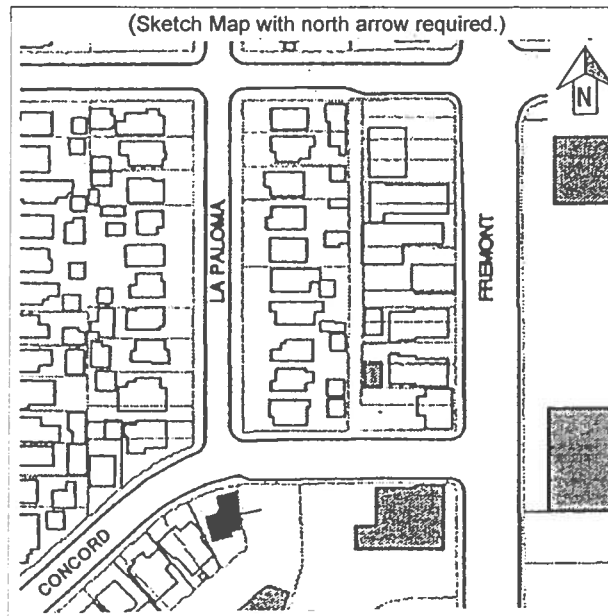 (Sketch Map with north arrow required.)
N
LA PALOMA
FREMONT
CONCORD